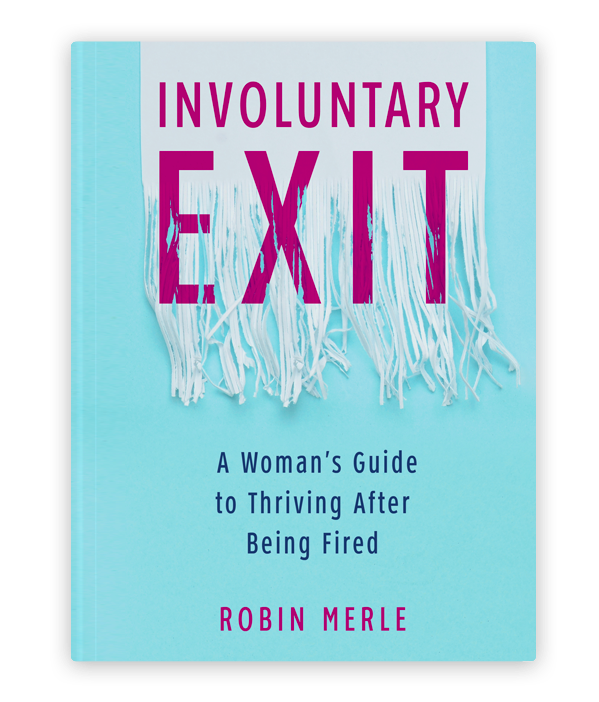 INVOLUNTARY
EXIT
A Woman's Guide
to Thriving After
Being Fired
ROBIN MERLE